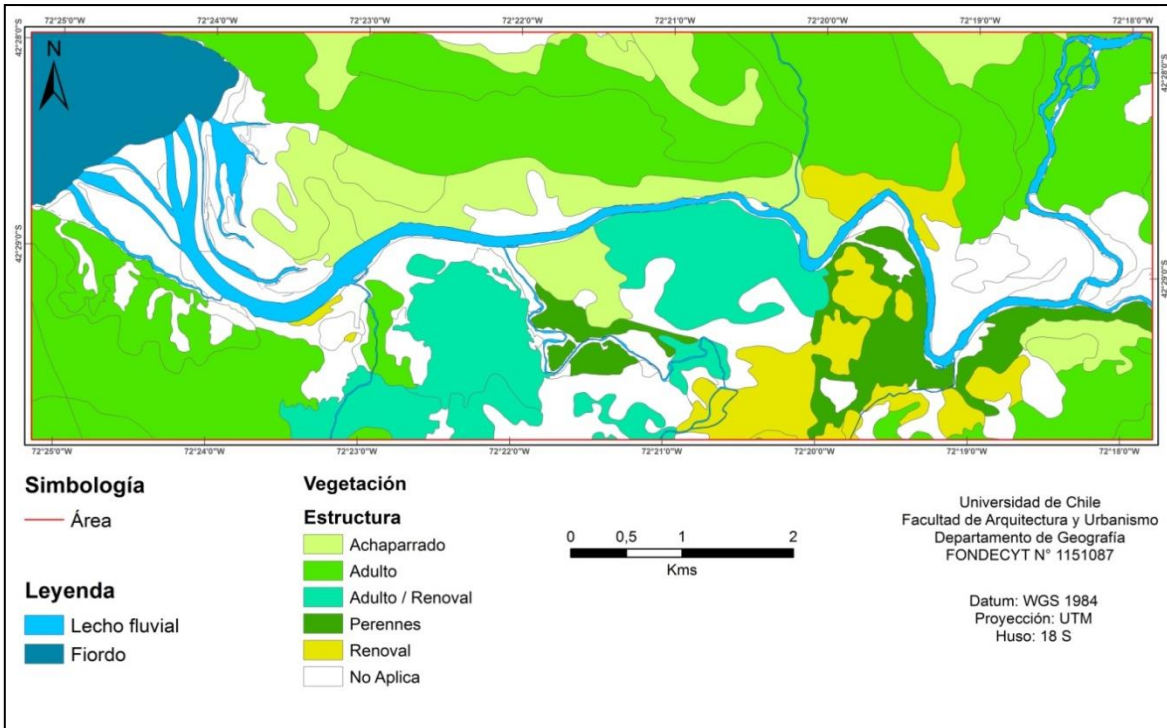 72°25'0"W 72°24'0"W 72°23'0"W 72°22'0"W 72°21'0"W 72°20'0"W 72°19'0"W 72°18'0"W
42°28'0"S
42°28'0"S
N
42°29'0"S
42°29'0"S
72°25'0"W 72°24'0"W 72°23'0"W 72°22'0"W 72°21'0"W 72°20'0"W 72°19'0"W 72°18'0"W
Simbología
Área
Leyenda
Lecho fluvial
Fiordo
Vegetación
Estructura
Achaparrado
Adulto
Adulto / Renoval
Perennes
Renoval
No Aplica
0 0,5 1 2
Kms
Universidad de Chile
Facultad de Arquitectura y Urbanismo
Departamento de Geografía
FONDECYT N° 1151087
Datum: WGS 1984
Proyección: UTM
Huso: 18 S